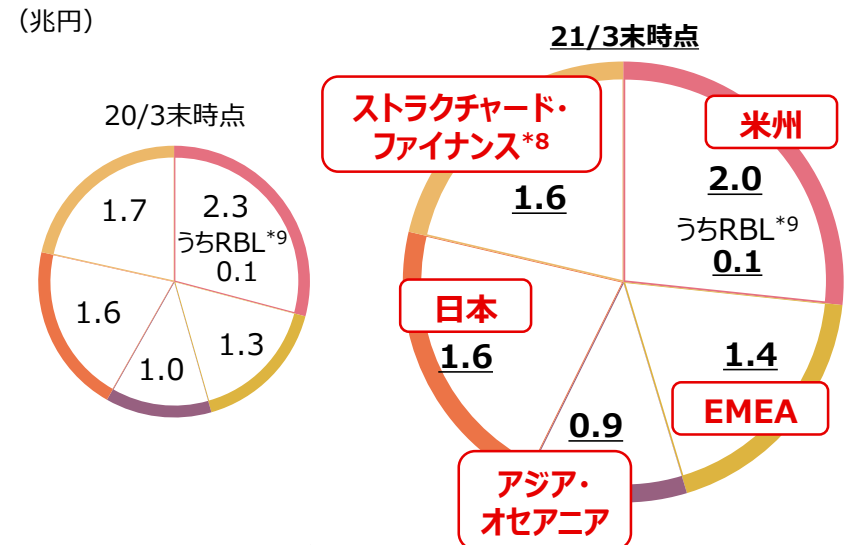 （兆円）
20/3末時点
1.7
2.3
うちRBL*9
0.1
1.6
1.3
1.0
21/3末時点
ストラクチャード・
ファイナンス*8
米州
1.6
2.0
うちRBL*9
0.1
日本
1.6
1.4
EMEA
0.9
アジア・
オセアニア